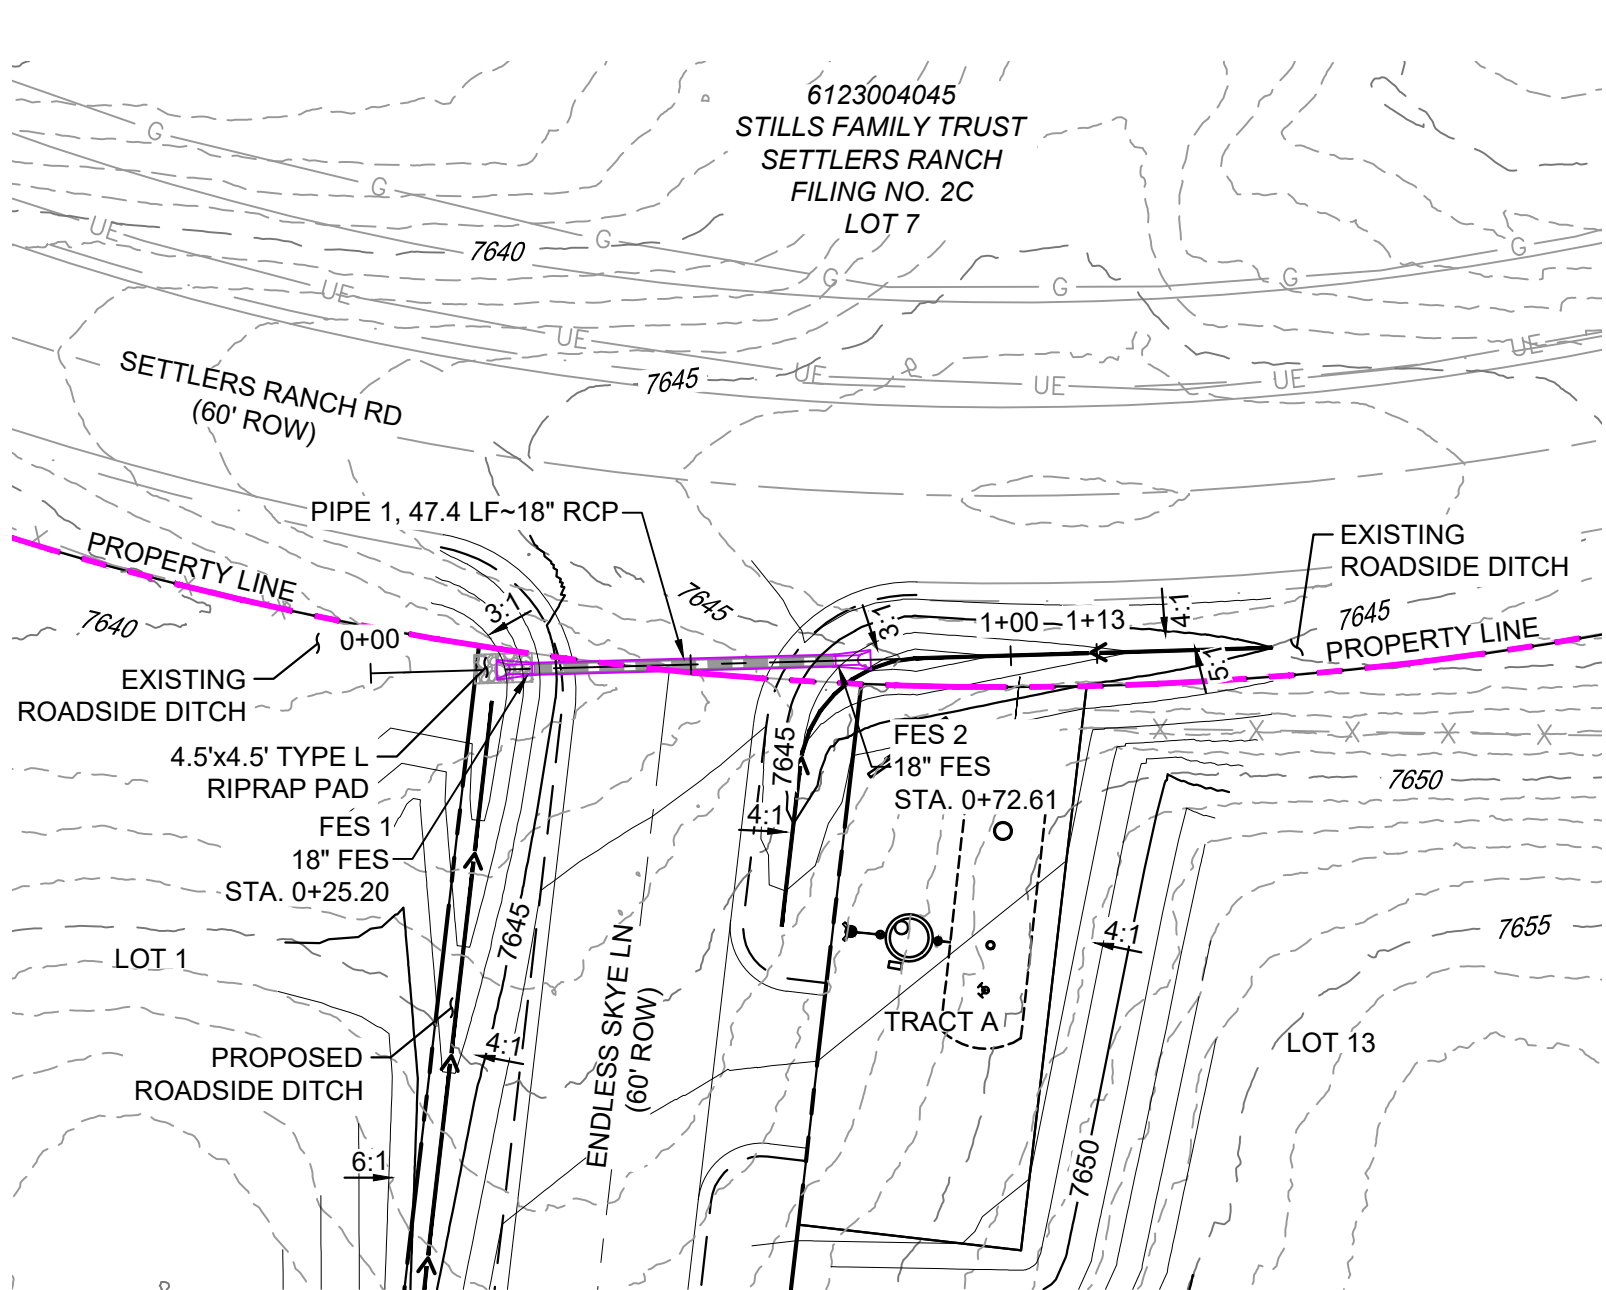 6123004045
STILLS FAMILY TRUST
SETTLERS RANCH
FILING NO. 2C
LOT 7
G
G
G
G
G
G
G
G
UE
UE
UE
UE
UE
UE
UE
7640
7645
SETTLERS RANCH RD
(60' ROW)
PIPE 1, 47.4 LF~18" RCP
EXISTING
ROADSIDE DITCH
PROPERTY LINE
7640
0+00
3:1
7645
3:1
1+00
1+13
4:1
7645
PROPERTY LINE
5:1
EXISTING
ROADSIDE DITCH
4.5'x4.5' TYPE L
RIPRAP PAD
FES 1
18" FES
STA. 0+25.20
7645
FES 2
18" FES
STA. 0+72.61
4:1
7650
7645
7655
LOT 1
4:1
ENDLESS SKYE LN
(60' ROW)
TRACT A
4:1
LOT 13
PROPOSED
ROADSIDE DITCH
6:1
7650
X
X
X
X
X
X
X